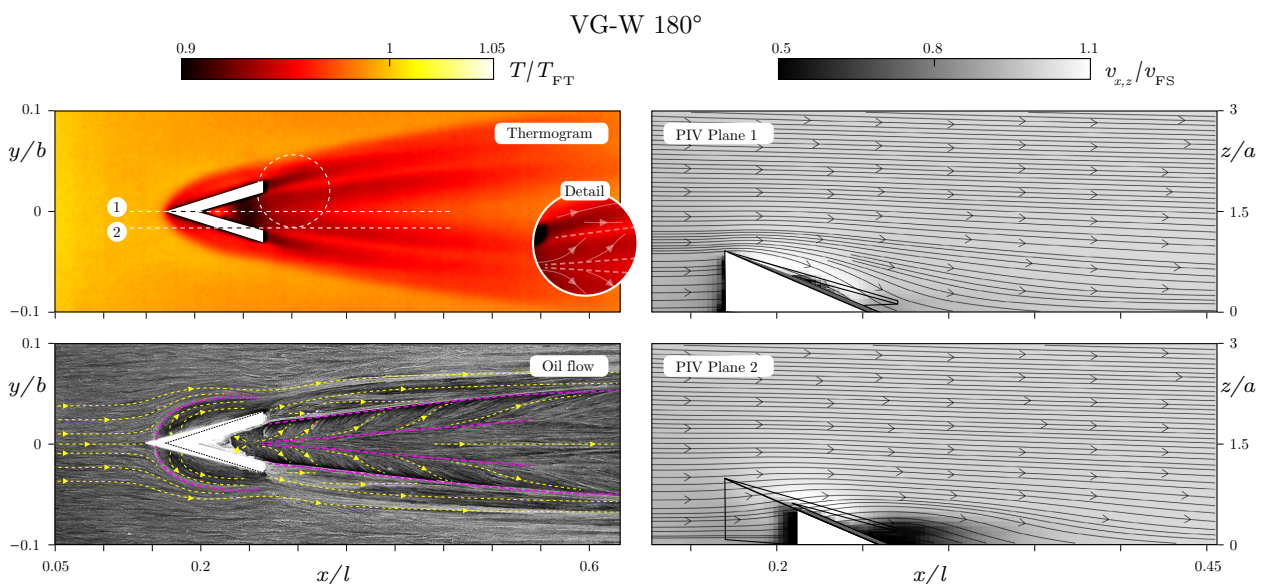 VG-W 180°
0.9 1 1.05
T/T_FT
0.5 0.8 1.1
v_x,z/v_FS
0.1
y/b
0
−0.1
Thermogram
1
2
Detail
PIV Plane 1
3
z/a
1.5
0
0.1
y/b
0
−0.1
Oil flow
0.05 0.2 0.6
x/l
PIV Plane 2
3
z/a
1.5
0
0.2 0.45
x/l